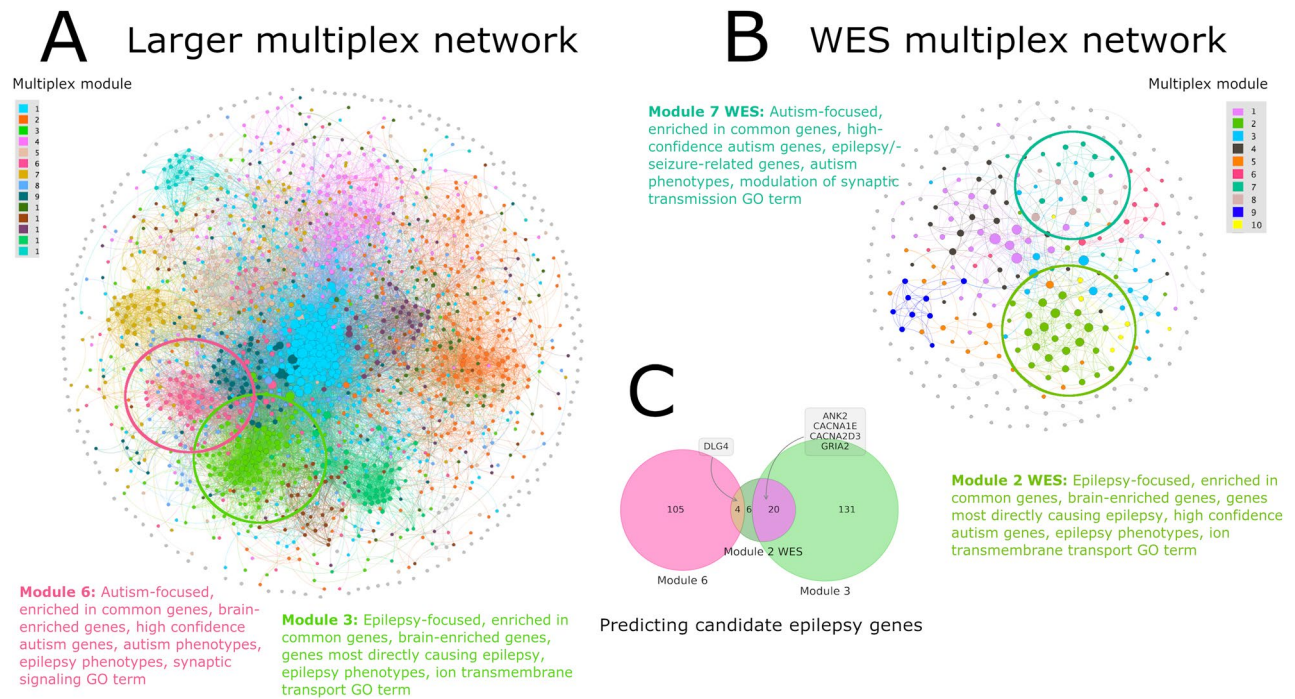 A
Larger multiplex network
Multiplex module
1
2
3
4
5
6
7
8
9
1
1
1
1
1
Module 6: Autism-focused,
enriched in common genes, brain-
enriched genes, high confidence
autism genes, autism phenotypes,
epilepsy phenotypes, synaptic
signaling GO term
Module 3: Epilepsy-focused, enriched in
common genes, brain-enriched genes,
genes most directly causing epilepsy,
epilepsy phenotypes, ion transmembrane
transport GO term
B
WES multiplex network
Multiplex module
1
2
3
4
5
6
7
8
9
10
Module 7 WES: Autism-focused,
enriched in common genes, high-
confidence autism genes, epilepsy/-
seizure-related genes, autism
phenotypes, modulation of synaptic
transmission GO term
Module 2 WES: Epilepsy-focused, enriched in
common genes, brain-enriched genes, genes
most directly causing epilepsy, high confidence
autism genes, epilepsy phenotypes, ion
transmembrane transport GO term
C
DLG4
ANK2
CACNA1E
CACNA2D3
GRIA2
105
4
6
20
131
Module 2 WES
Module 6
Module 3
Predicting candidate epilepsy genes